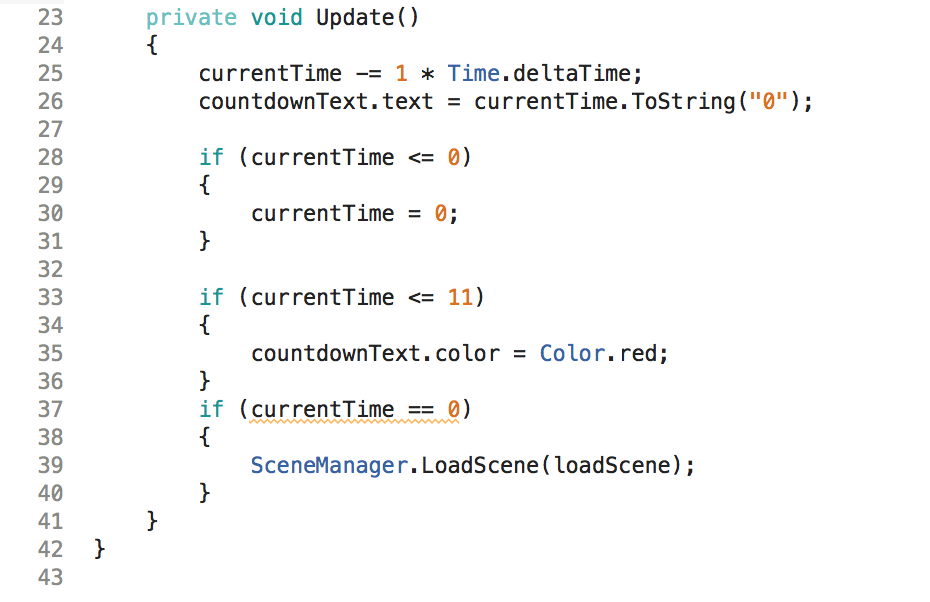 23 private void Update()
24 {
25 currentTime -= 1 * Time.deltaTime;
26 countdownText.text = currentTime.ToString("0");
27
28 if (currentTime <= 0)
29 {
30 currentTime = 0;
31 }
32
33 if (currentTime <= 11)
34 {
35 countdownText.color = Color.red;
36 }
37 if (currentTime == 0)
38 {
39 SceneManager.LoadScene(loadScene);
40 }
41 }
42 }
43